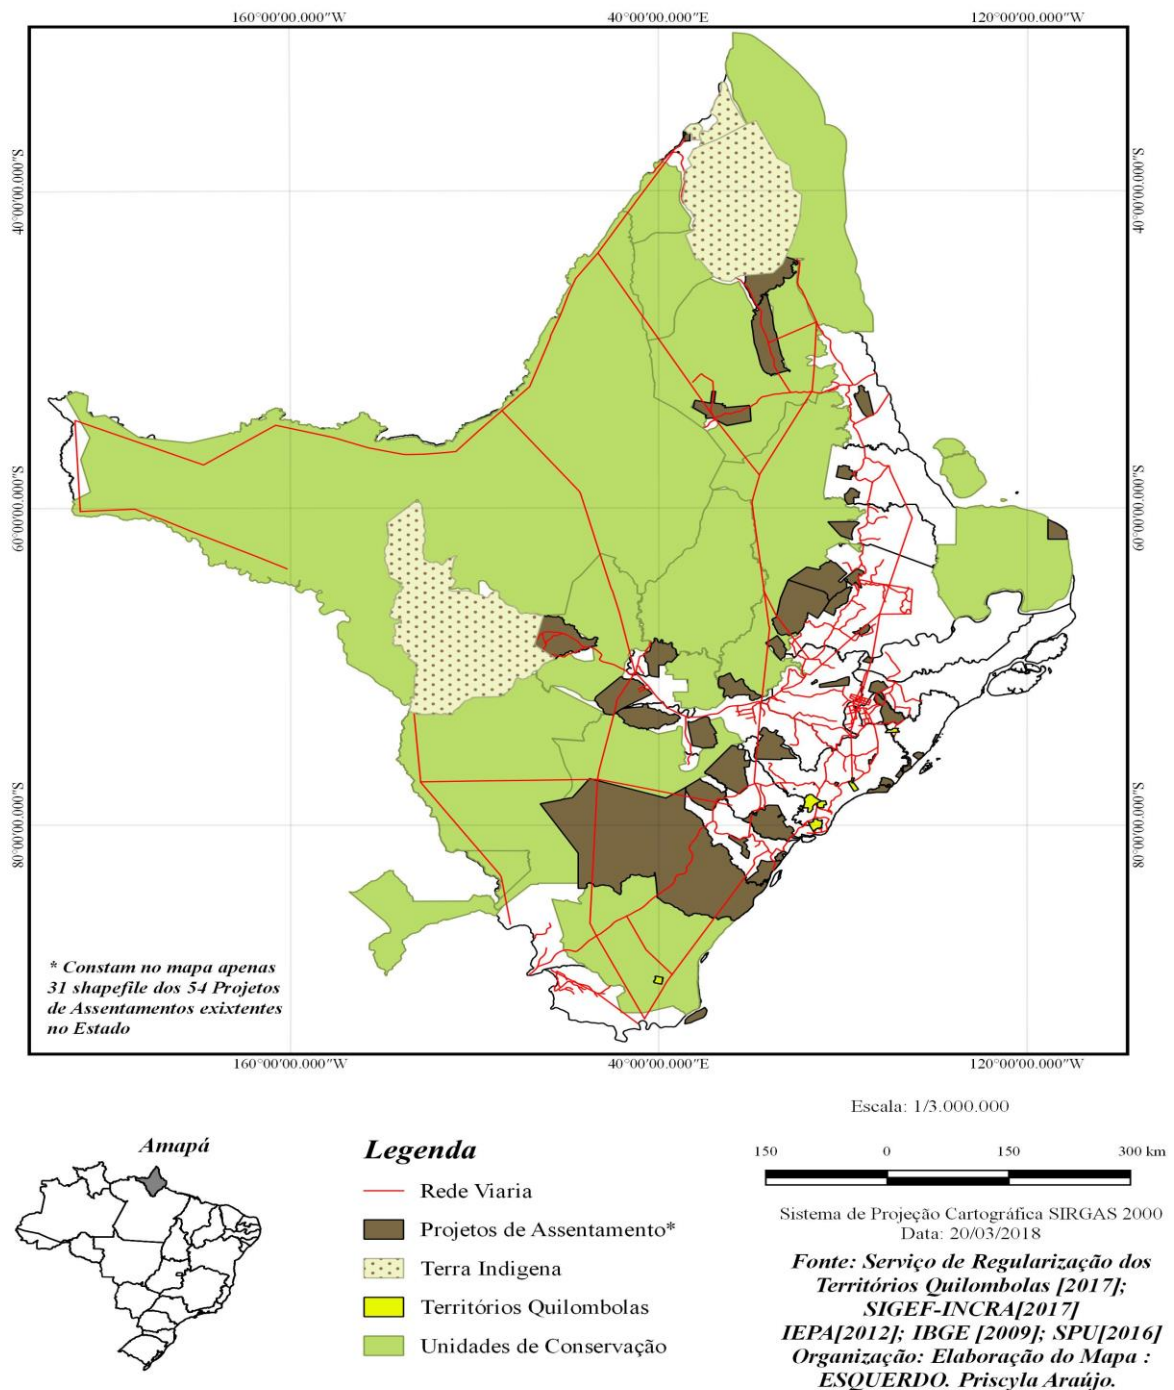 160°00'00.000"W
40°00'00.000"E
120°00'00.000"W
40°00'00.000"S
40°00'00.000"S
60°00'00.000"S
60°00'00.000"S
80°00'00.000"S
80°00'00.000"S
* Constam no mapa apenas
31 shapefile dos 54 Projetos
de Assentamentos exixtentes
no Estado
160°00'00.000"W
40°00'00.000"E
120°00'00.000"W
Escala: 1/3.000.000
Amapá
Legenda
Rede Viaria
Projetos de Assentamento*
Terra Indigena
Territórios Quilombolas
Unidades de Conservação
150 0 150 300 km
Sistema de Projeção Cartográfica SIRGAS 2000
Data: 20/03/2018
Fonte: Serviço de Regularização dos
Territórios Quilombolas [2017];
SIGEF-INCRA[2017]
IEPA[2012]; IBGE [2009]; SPU[2016]
Organização: Elaboração do Mapa :
ESQUERDO. Priscyla Araújo.